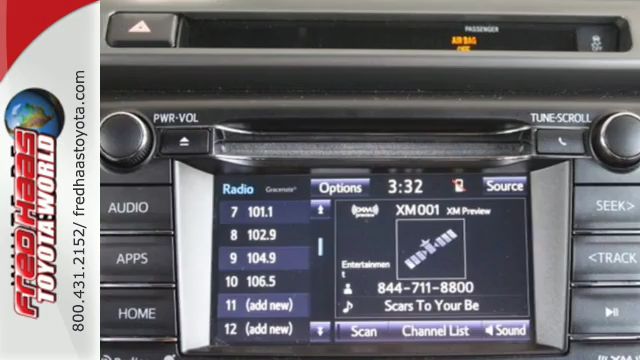 PASSENGER
AIR BAG
OFF
PWR·VOL
TUNE·SCROLL
Radio Gracenote® Options 3:32 Source
7 101.1
8 102.9
9 104.9
10 106.5
11 (add new)
12 (add new)
XM001 XM Preview
Entertainmen
t
844-711-8800
Scars To Your Be
Scan Channel List Sound
AUDIO
APPS
HOME
SEEK>
<TRACK
Fred Haas
TOYOTA WORLD
800.431.2152/ fredhaastoyota.com